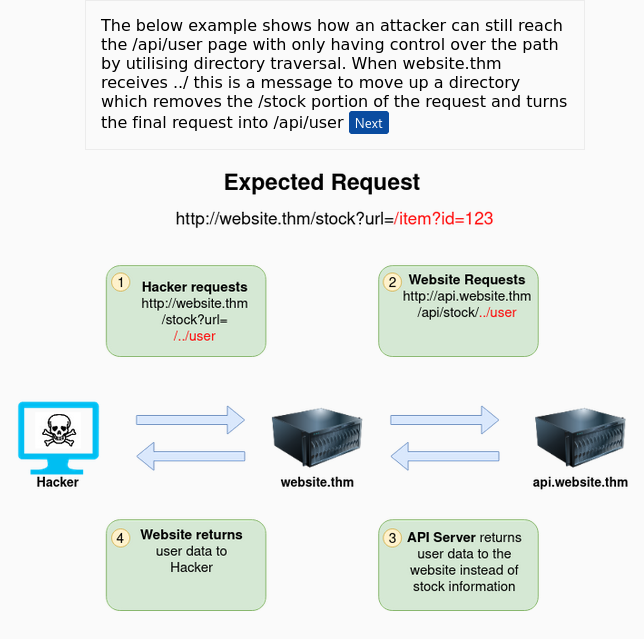 The below example shows how an attacker can still reach
the /api/user page with only having control over the path
by utilising directory traversal. When website.thm
receives ../ this is a message to move up a directory
which removes the /stock portion of the request and turns
the final request into /api/user Next
Expected Request
http://website.thm/stock?url=/item?id=123
1 Hacker requests
http://website.thm
/stock?url=
/../user
2 Website Requests
http://api.website.thm
/api/stock/../user
Hacker
website.thm
api.website.thm
4 Website returns
user data to
Hacker
3 API Server returns
user data to the
website instead of
stock information